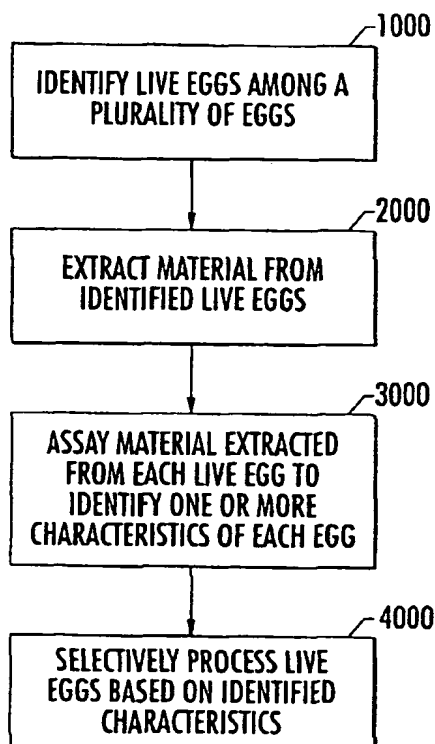 1000
IDENTIFY LIVE EGGS AMONG A
PLURALITY OF EGGS
2000
EXTRACT MATERIAL FROM
IDENTIFIED LIVE EGGS
3000
ASSAY MATERIAL EXTRACTED
FROM EACH LIVE EGG TO
IDENTIFY ONE OR MORE
CHARACTERISTICS OF EACH EGG
4000
SELECTIVELY PROCESS LIVE
EGGS BASED ON IDENTIFIED
CHARACTERISTICS